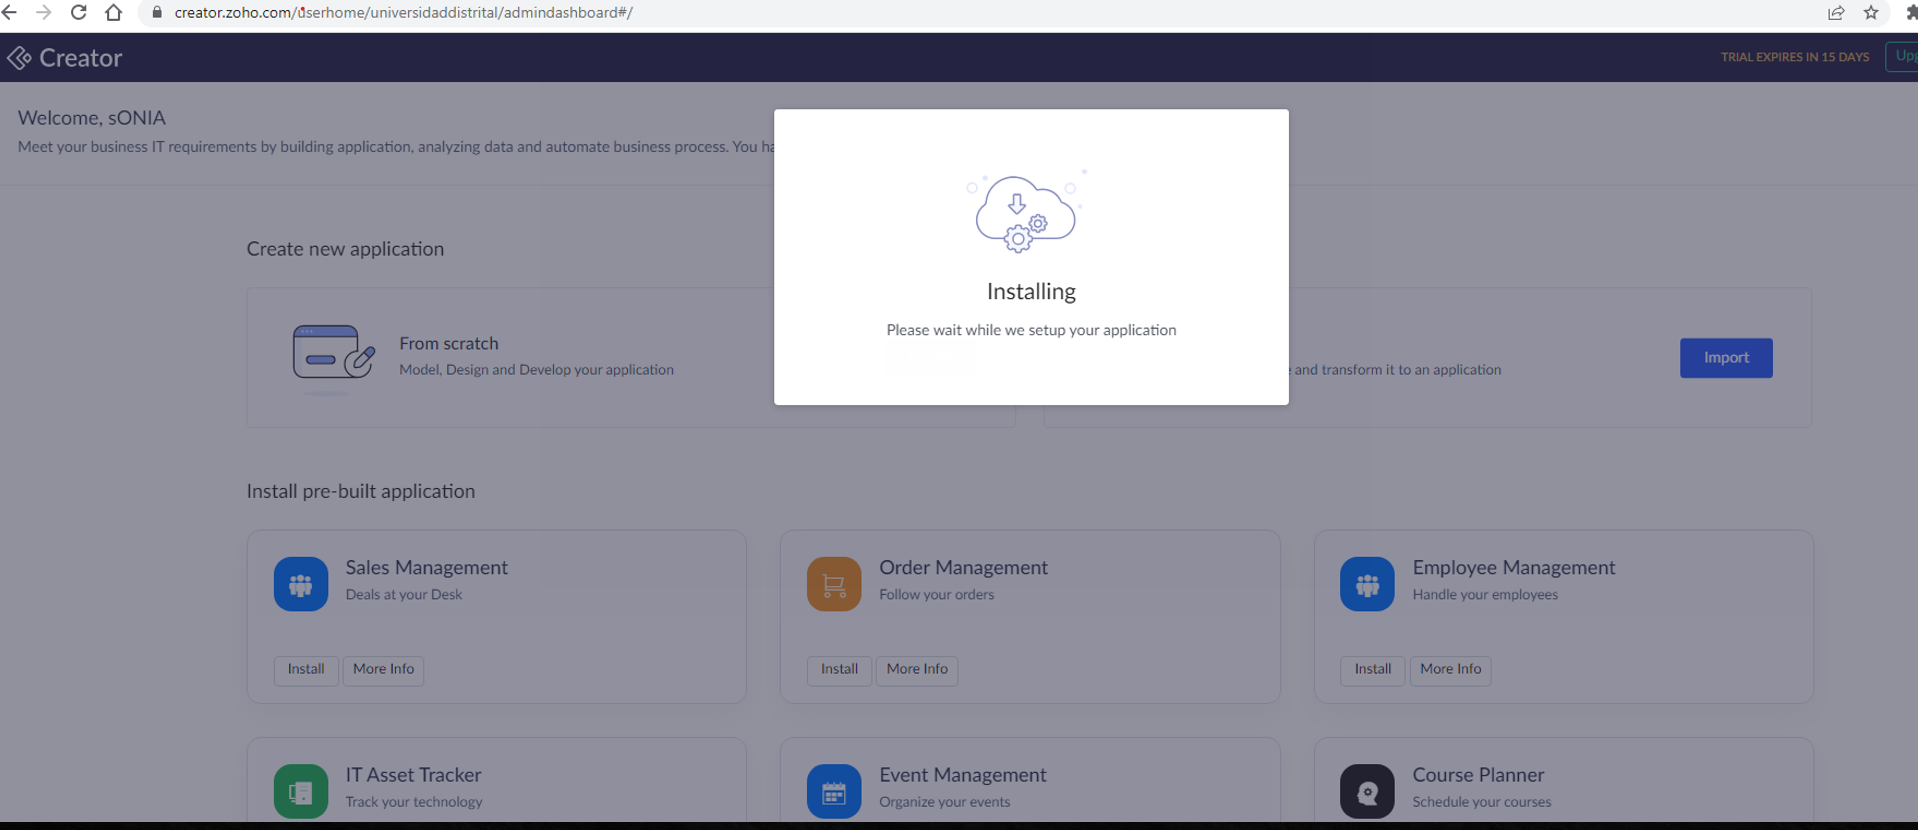 creator.zoho.com/userhome/universidaddistrital/admindashboard#/
Creator
TRIAL EXPIRES IN 15 DAYS
Welcome, sONIA
Meet your business IT requirements by building application, analyzing data and automate business process. You
Create new application
From scratch
Model, Design and Develop your application
Installing
Please wait while we setup your application
and transform it to an application
Import
Install pre-built application
Sales Management
Deals at your Desk
Install More Info
Order Management
Follow your orders
Install More Info
Employee Management
Handle your employees
Install More Info
IT Asset Tracker
Track your technology
Event Management
Organize your events
Course Planner
Schedule your courses